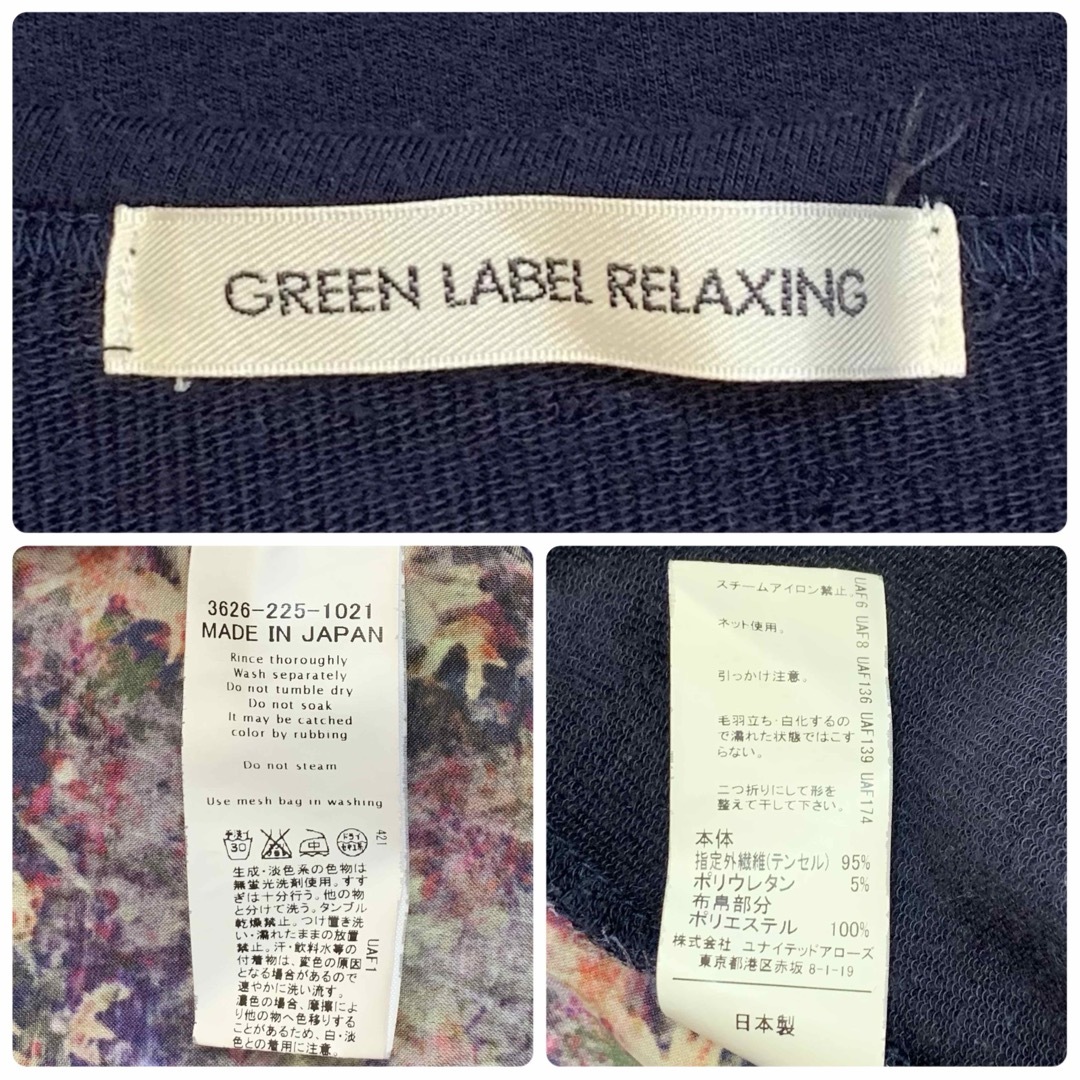 GREEN LABEL RELAXING
3626-225-1021
MADE IN JAPAN
Rince thoroughly
Wash separately
Do not tumble dry
Do not soak
It may be catched
color by rubbing
Do not steam
Use mesh bag in washing
手洗イ 30 中 ドライ
421
生成・淡色系の色物は
無蛍光洗剤使用。すす
ぎは十分行う。他の物
と分けて洗う。タンブル
乾燥禁止。つけ置き洗
い・濡れたままの放置
禁止。汗・飲料水等の
付着物は、変色の原因
となる場合があるので
速やかに洗い流す。
濃色の場合、摩擦によ
り他の物へ色移りする
ことがあるため、白・淡
色との着用に注意。
UAF1
スチームアイロン禁止。
ネット使用。
引っかけ注意。
毛羽立ち・白化するの
で濡れた状態ではこす
らない。
二つ折りにして形を
整えて干して下さい。
UAF6 UAF8 UAF136 UAF139 UAF174
本体
指定外繊維(テンセル) 95%
ポリウレタン 5%
布帛部分
ポリエステル 100%
株式会社 ユナイテッドアローズ
東京都港区赤坂 8-1-19
日本製